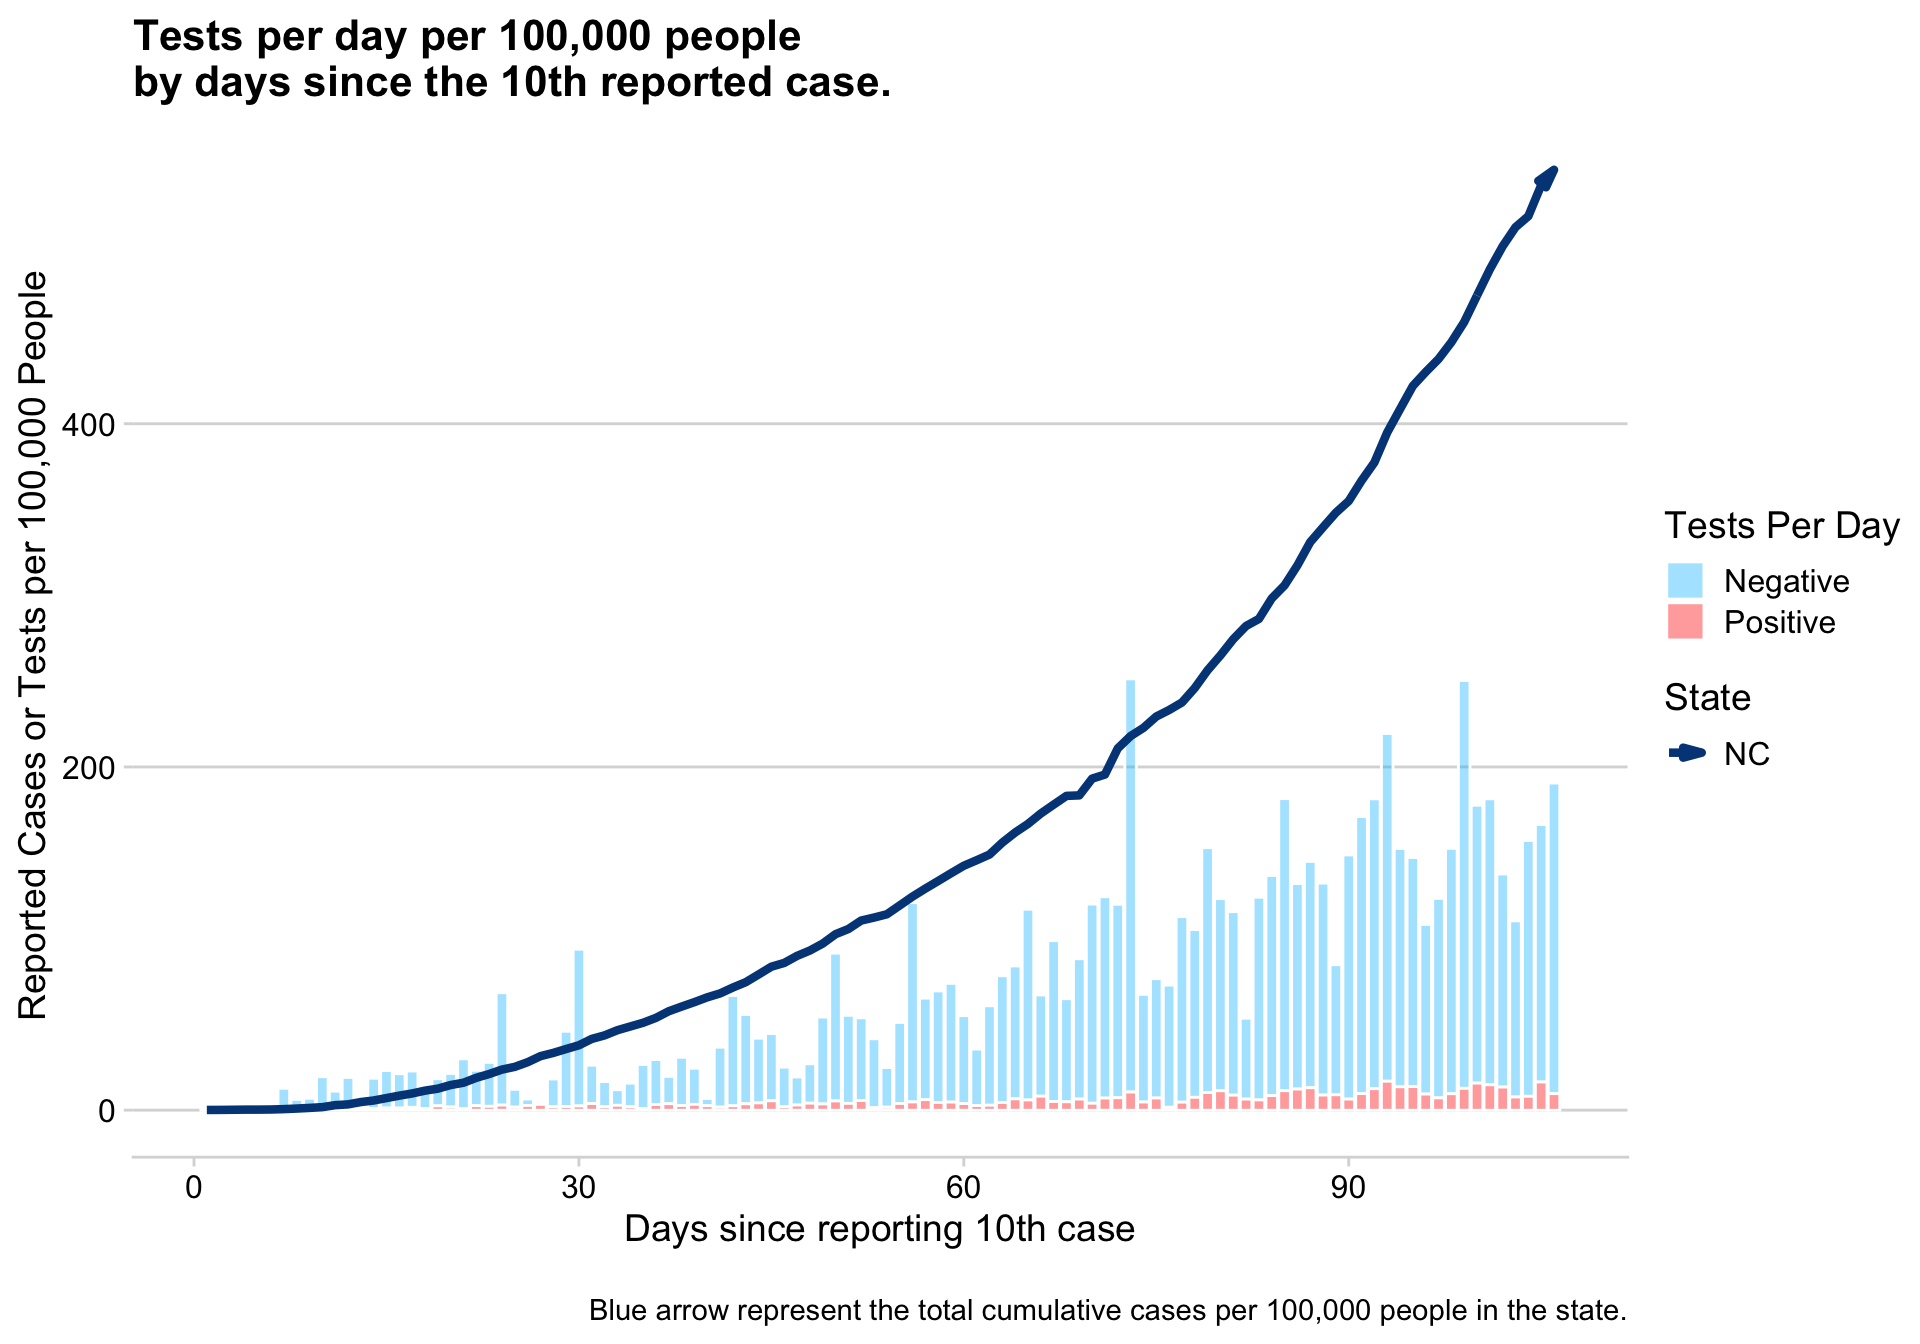 Tests per day per 100,000 people
by days since the 10th reported case.
Reported Cases or Tests per 100,000 People
400
200
0
0
30
60
90
Days since reporting 10th case
Tests Per Day
Negative
Positive
State
NC
Blue arrow represent the total cumulative cases per 100,000 people in the state.